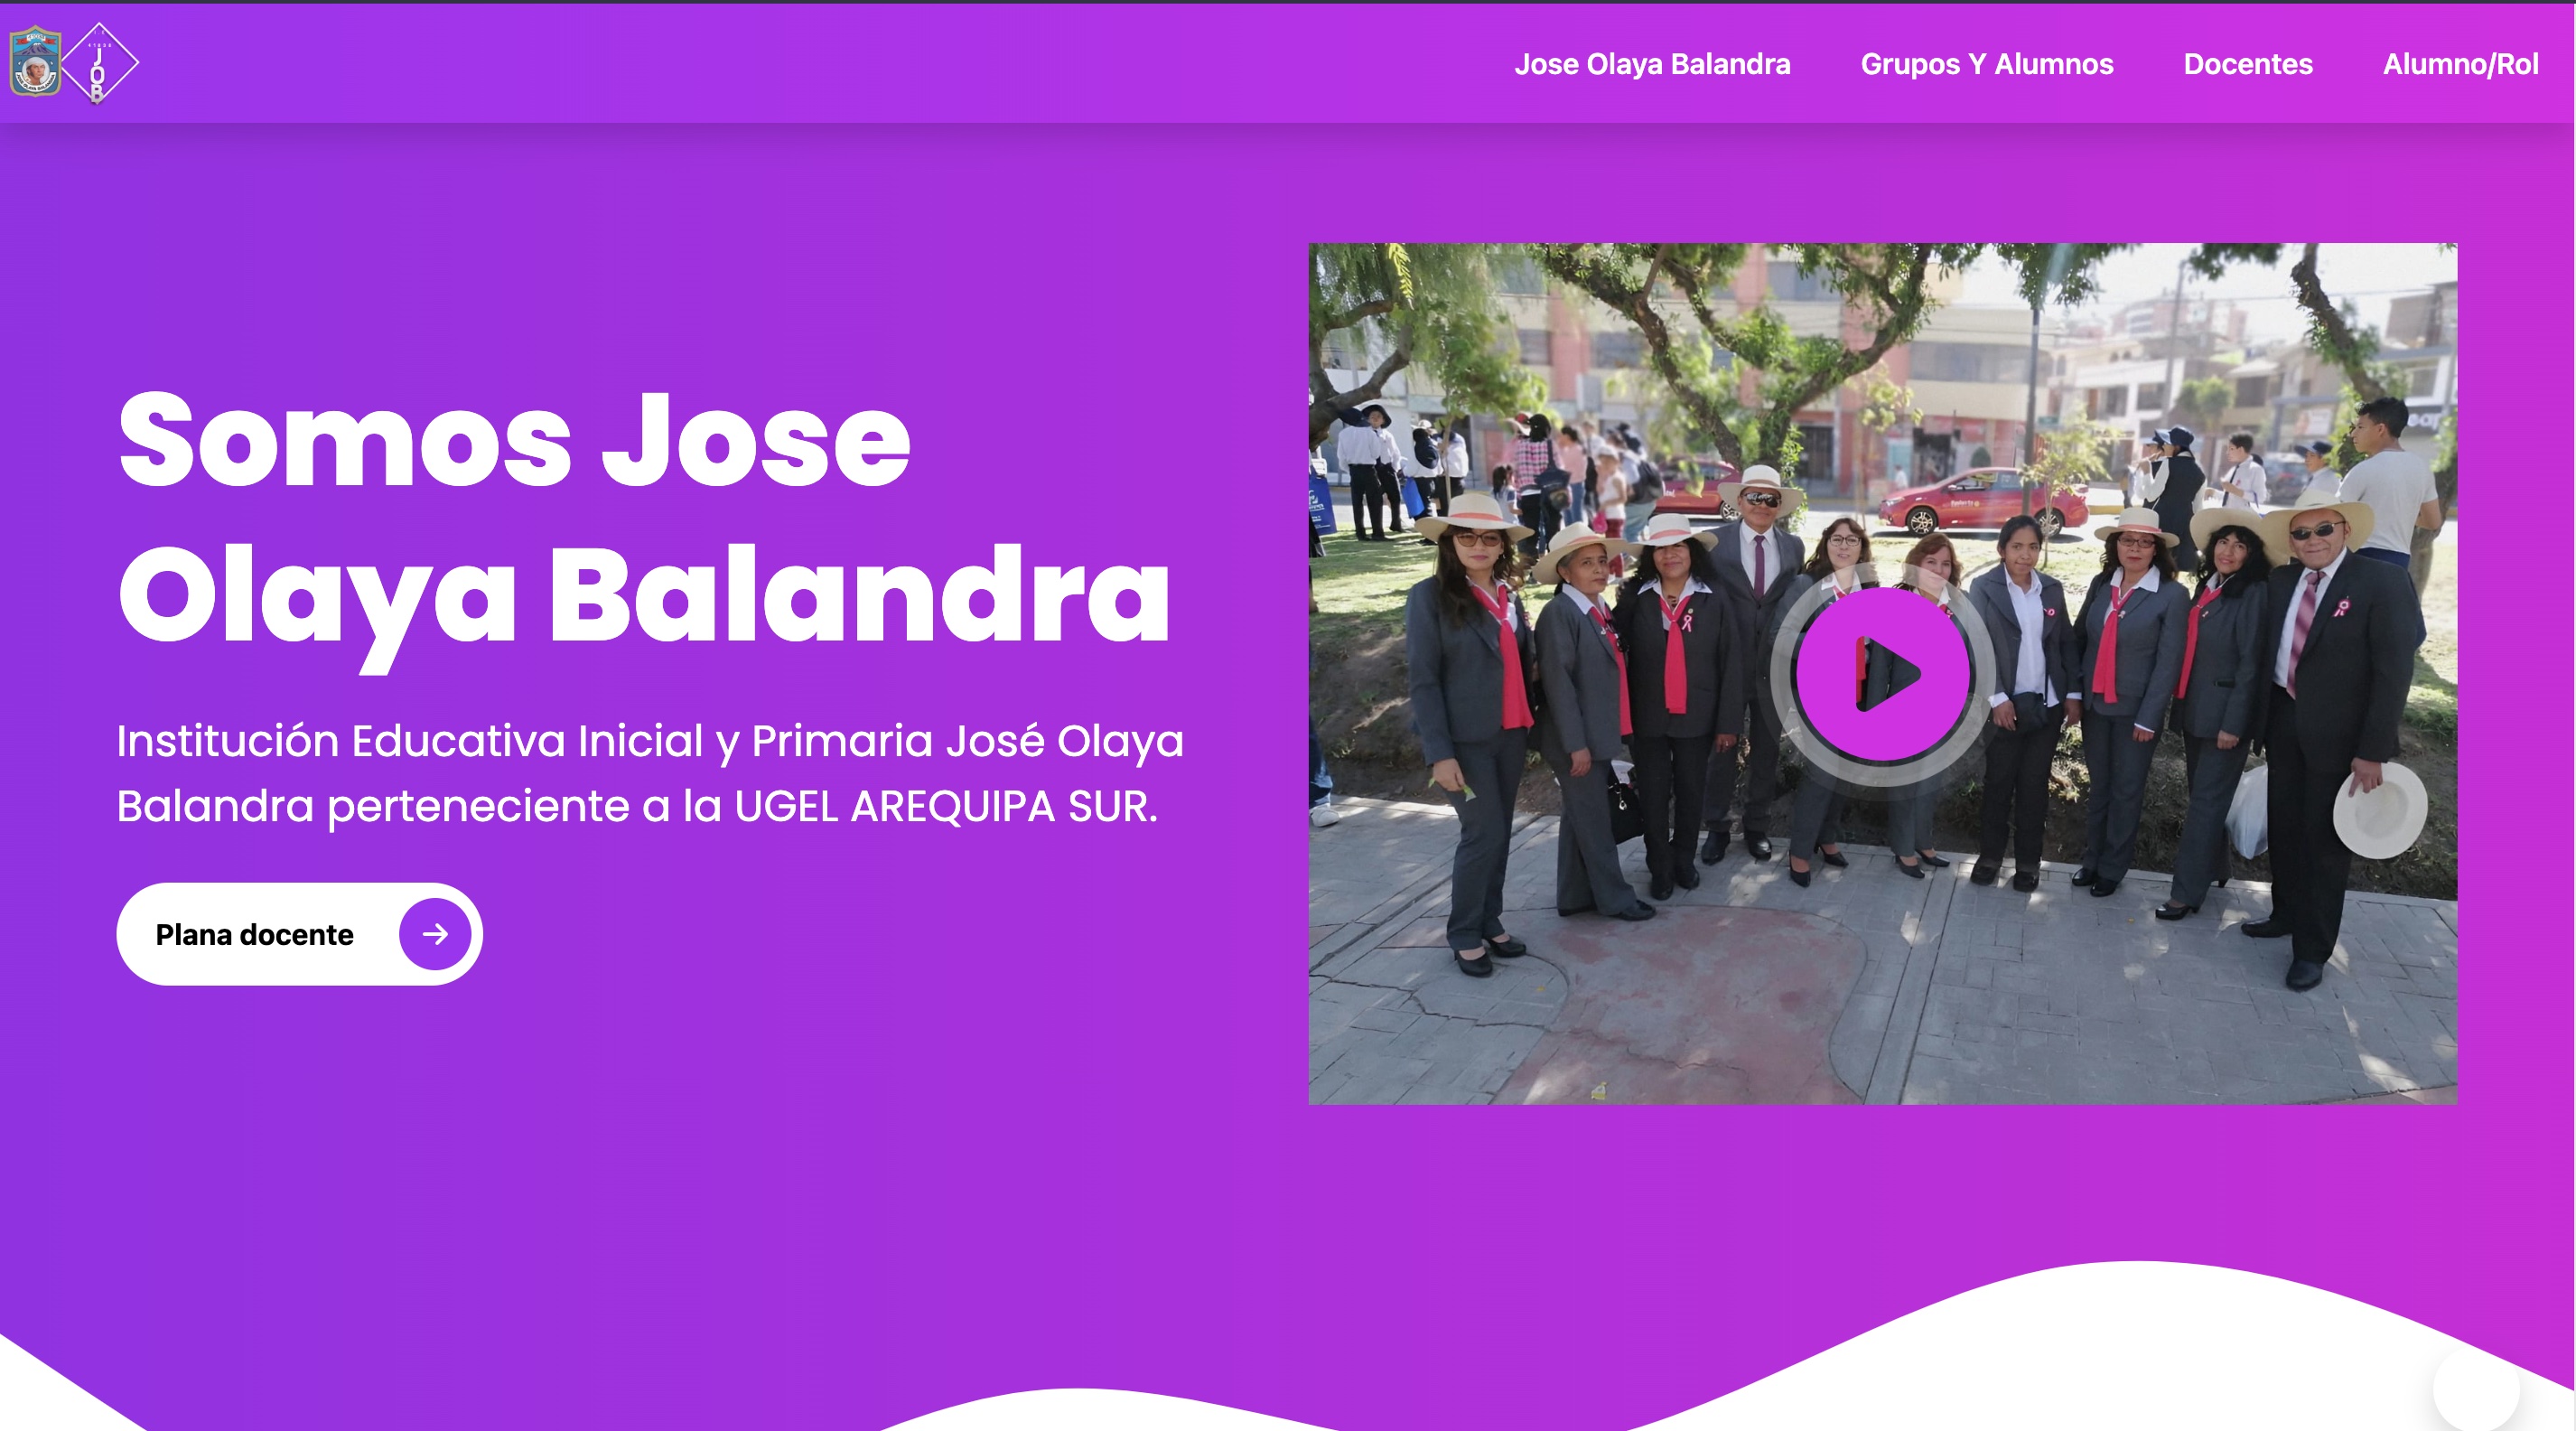 JOB
Jose Olaya Balandra
Grupos Y Alumnos
Docentes
Alumno/Rol
Somos Jose
Olaya Balandra
Institución Educativa Inicial y Primaria José Olaya
Balandra perteneciente a la UGEL AREQUIPA SUR.
Plana docente